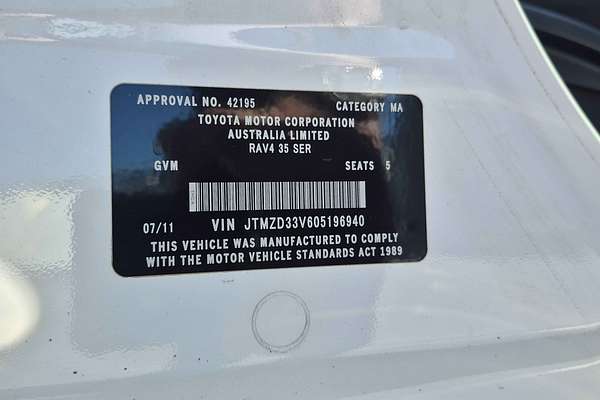 APPROVAL NO. 42195 CATEGORY MA
TOYOTA MOTOR CORPORATION
AUSTRALIA LIMITED
RAV4 35 SER
GVM SEATS 5
07/11 VIN JTMZD33V605196940
THIS VEHICLE WAS MANUFACTURED TO COMPLY
WITH THE MOTOR VEHICLE STANDARDS ACT 1989